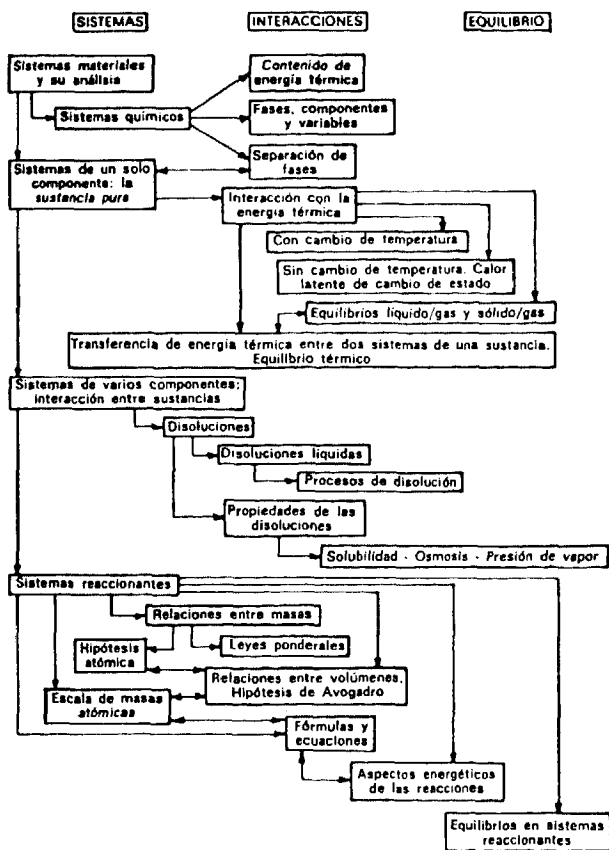 SISTEMAS
INTERACCIONES
EQUILIBRIO
Sistemas materiales
y su análisis
Contenido de
energía térmica
Sistemas químicos
Fases, componentes
y variables
Separación de
fases
Sistemas de un solo
componente: la
sustancia pura
Interacción con la
energía térmica
Con cambio de temperatura
Sin cambio de temperatura. Calor
latente de cambio de estado
Equilibrios líquido/gas y sólido/gas
Transferencia de energía térmica entre dos sistemas de una sustancia.
Equilibrio térmico
Sistemas de varios componentes;
interacción entre sustancias
Disoluciones
Disoluciones líquidas
Procesos de disolución
Propiedades de las
disoluciones
Solubilidad - Osmosis - Presión de vapor
Sistemas reaccionantes
Relaciones entre masas
Hipótesis
atómica
Leyes ponderales
Relaciones entre volúmenes.
Hipótesis de Avogadro
Escala de masas
atómicas
Fórmulas y
ecuaciones
Aspectos energéticos
de las reacciones
Equilibrios en sistemas
reaccionantes